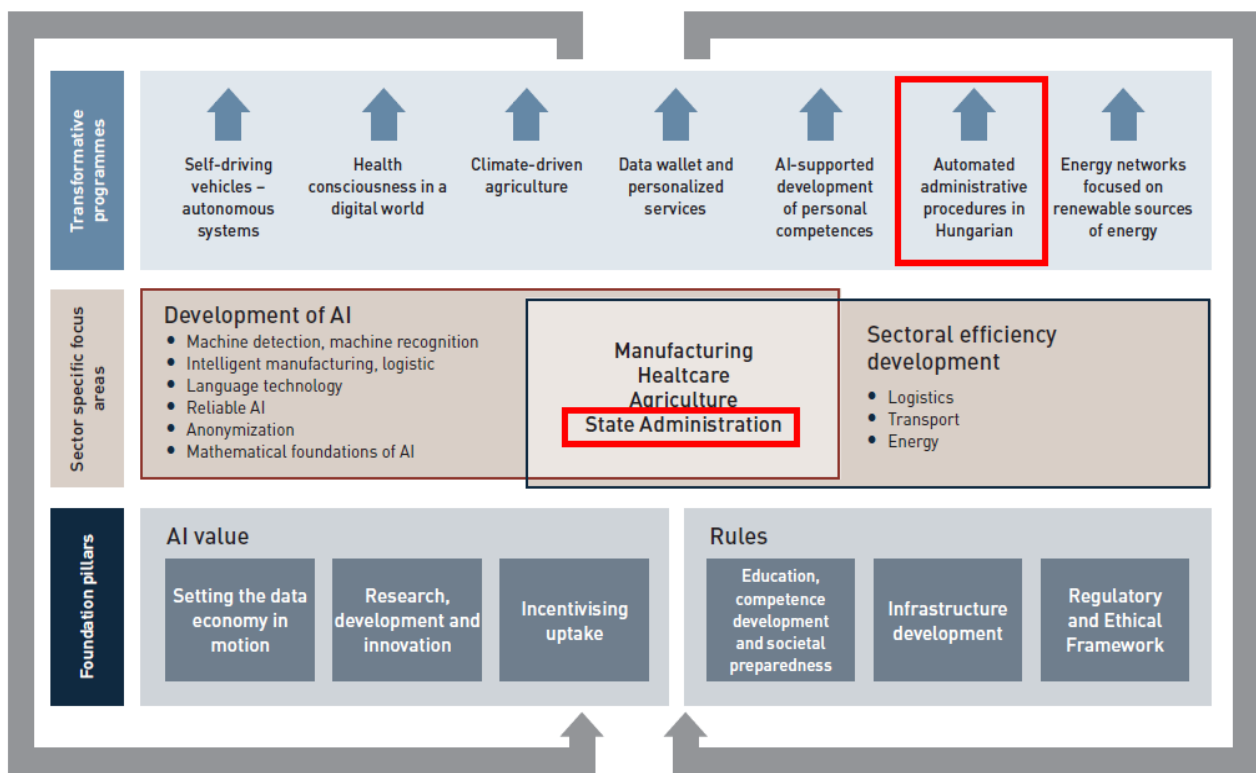 Transformative
programmes
Self-driving
vehicles –
autonomous
systems
Health
consciousness in a
digital world
Climate-driven
agriculture
Data wallet and
personalized
services
AI-supported
development
of personal
competences
Automated
administrative
procedures in
Hungarian
Energy networks
focused on
renewable sources
of energy
Sector specific focus
areas
Development of AI
• Machine detection, machine recognition
• Intelligent manufacturing, logistic
• Language technology
• Reliable AI
• Anonymization
• Mathematical foundations of AI
Manufacturing
Healtcare
Agriculture
State Administration
Sectoral efficiency
development
• Logistics
• Transport
• Energy
Foundation pillars
AI value
Setting the data
economy in
motion
Research,
development and
innovation
Incentivising
uptake
Rules
Education,
competence
development
and societal
preparedness
Infrastructure
development
Regulatory
and Ethical
Framework